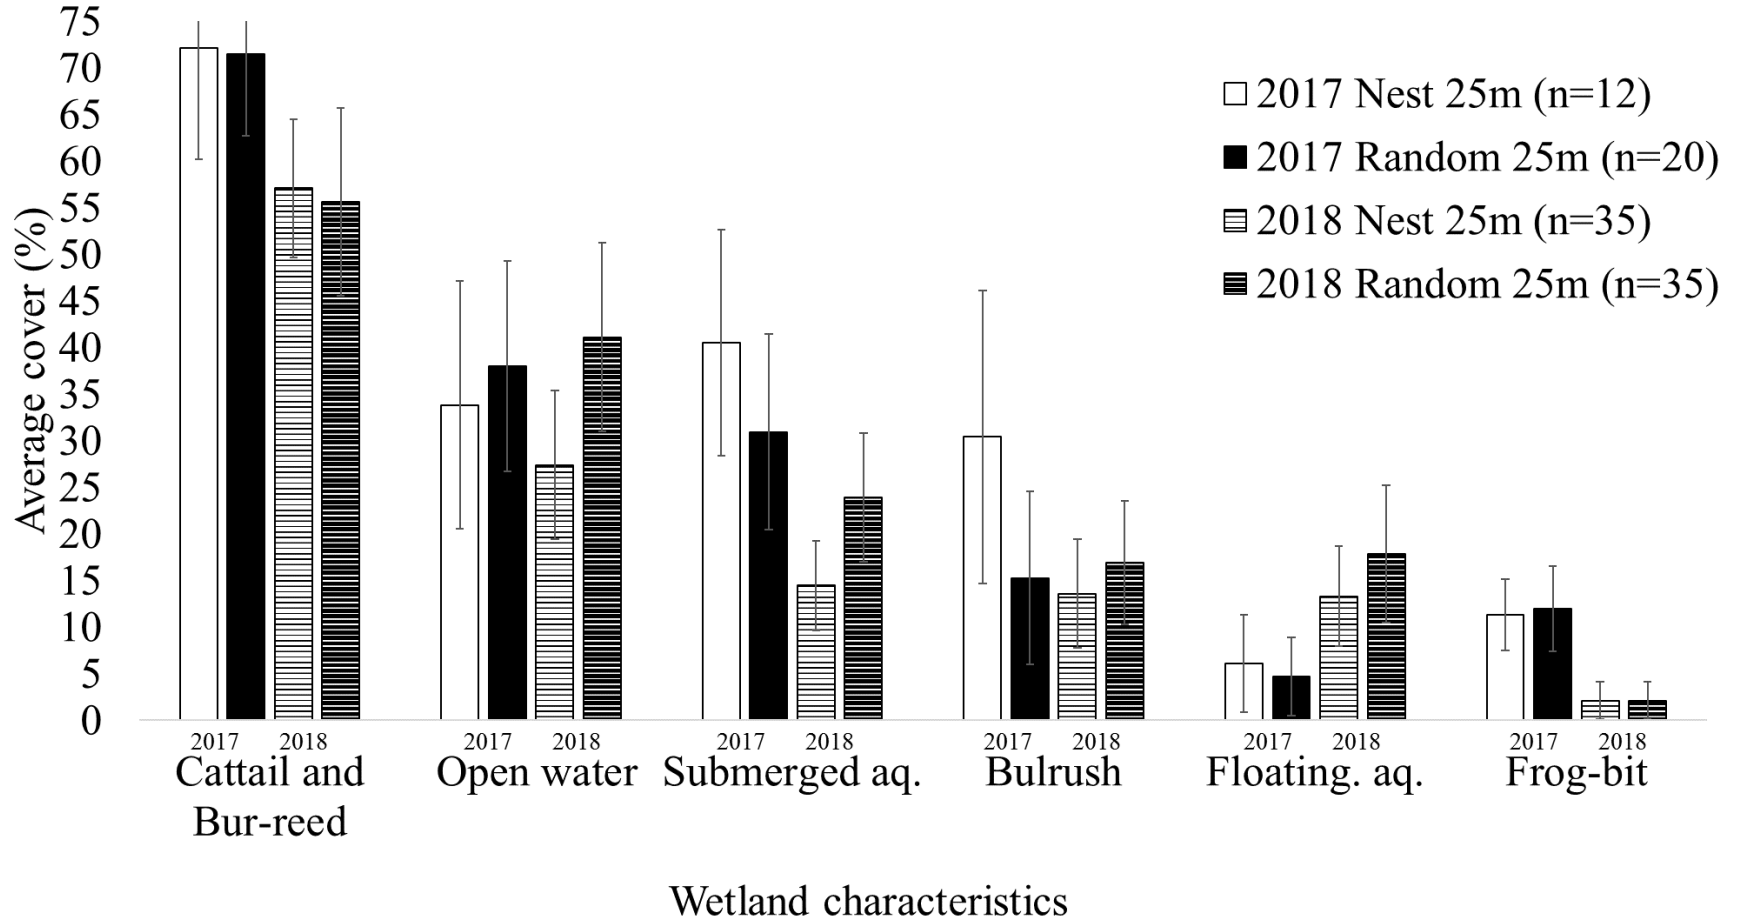 Average cover (%)
75
70
65
60
55
50
45
40
35
30
25
20
15
10
5
0
2017 Nest 25m (n=12)
2017 Random 25m (n=20)
2018 Nest 25m (n=35)
2018 Random 25m (n=35)
2017 2018 2017 2018 2017 2018 2017 2018 2017 2018 2017 2018
Cattail and Open water Submerged aq. Bulrush Floating. aq. Frog-bit
Bur-reed
Wetland characteristics